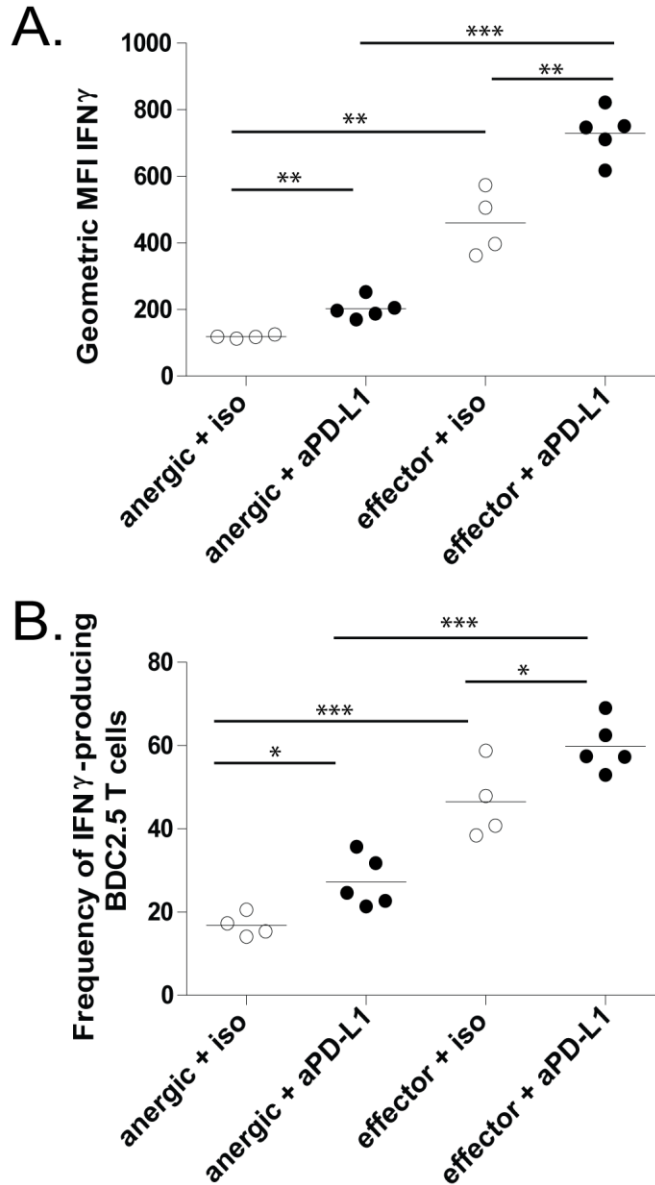 A.
Geometric MFI IFNγ
1000
800
600
400
200
0
***
**
**
**
anergic + iso
anergic + aPD-L1
effector + iso
effector + aPD-L1
B.
Frequency of IFNγ-producing
BDC2.5 T cells
80
60
40
20
0
***
*
***
*
anergic + iso
anergic + aPD-L1
effector + iso
effector + aPD-L1